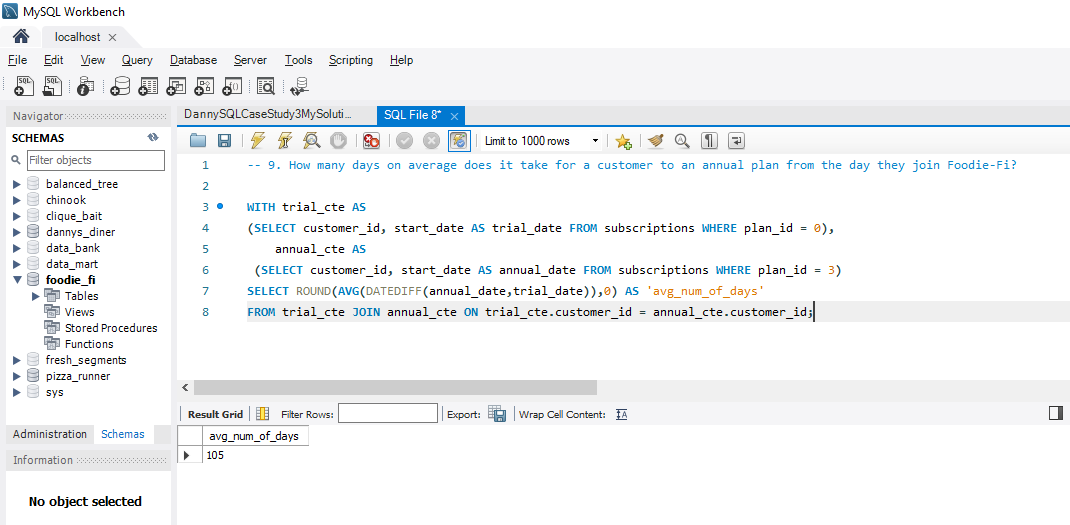 MySQL Workbench
localhost
File Edit View Query Database Server Tools Scripting Help
Navigator
SCHEMAS
Filter objects
balanced_tree
chinook
clique_bait
dannys_diner
data_bank
data_mart
foodie_fi
Tables
Views
Stored Procedures
Functions
fresh_segments
pizza_runner
sys
Administration Schemas
Information
No object selected
DannySQLCaseStudy3MySoluti... SQL File 8*
Limit to 1000 rows
1 -- 9. How many days on average does it take for a customer to an annual plan from the day they join Foodie-Fi?
2
3 WITH trial_cte AS
4 (SELECT customer_id, start_date AS trial_date FROM subscriptions WHERE plan_id = 0),
5 annual_cte AS
6 (SELECT customer_id, start_date AS annual_date FROM subscriptions WHERE plan_id = 3)
7 SELECT ROUND(AVG(DATEDIFF(annual_date,trial_date)),0) AS 'avg_num_of_days'
8 FROM trial_cte JOIN annual_cte ON trial_cte.customer_id = annual_cte.customer_id;
Result Grid Filter Rows: Export: Wrap Cell Content:
avg_num_of_days
105